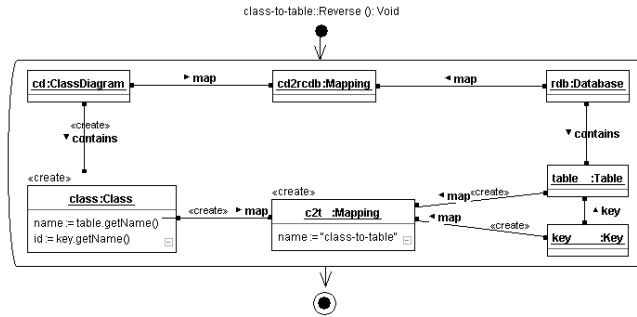 class-to-table::Reverse (): Void
cd :ClassDiagram
map
cd2rcdb:Mapping
map
rdb:Database
«create»
contains
contains
«create»
class:Class
name := table.getName()
id := key.getName()
«create»
map
«create»
c2t :Mapping
name := "class-to-table"
map
«create»
table :Table
map
«create»
key
key :Key